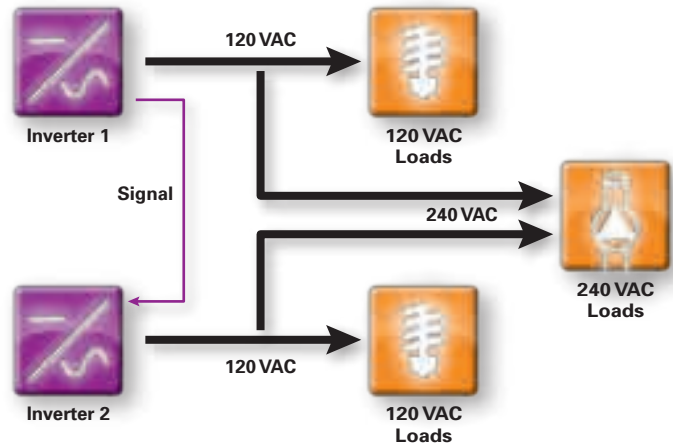 120 VAC
Inverter 1
120 VAC
Loads
Signal
240 VAC
240 VAC
Loads
120 VAC
Inverter 2
120 VAC
Loads